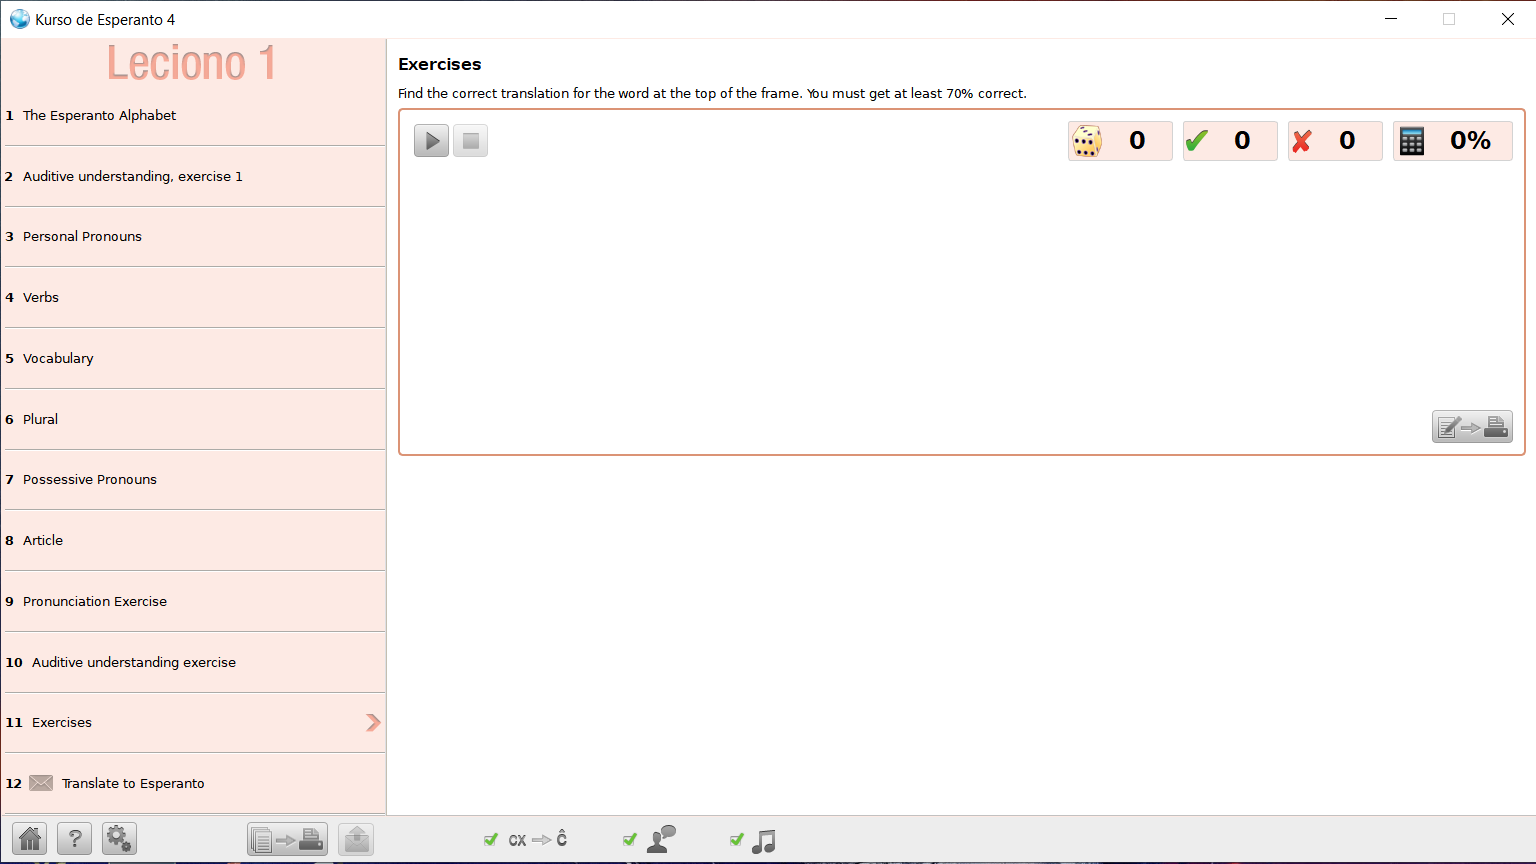 Kurso de Esperanto 4
Leciono 1
1 The Esperanto Alphabet
2 Auditive understanding, exercise 1
3 Personal Pronouns
4 Verbs
5 Vocabulary
6 Plural
7 Possessive Pronouns
8 Article
9 Pronunciation Exercise
10 Auditive understanding exercise
11 Exercises
12 Translate to Esperanto
Exercises
Find the correct translation for the word at the top of the frame. You must get at least 70% correct.
0 0 0 0%
? cx Ĉ